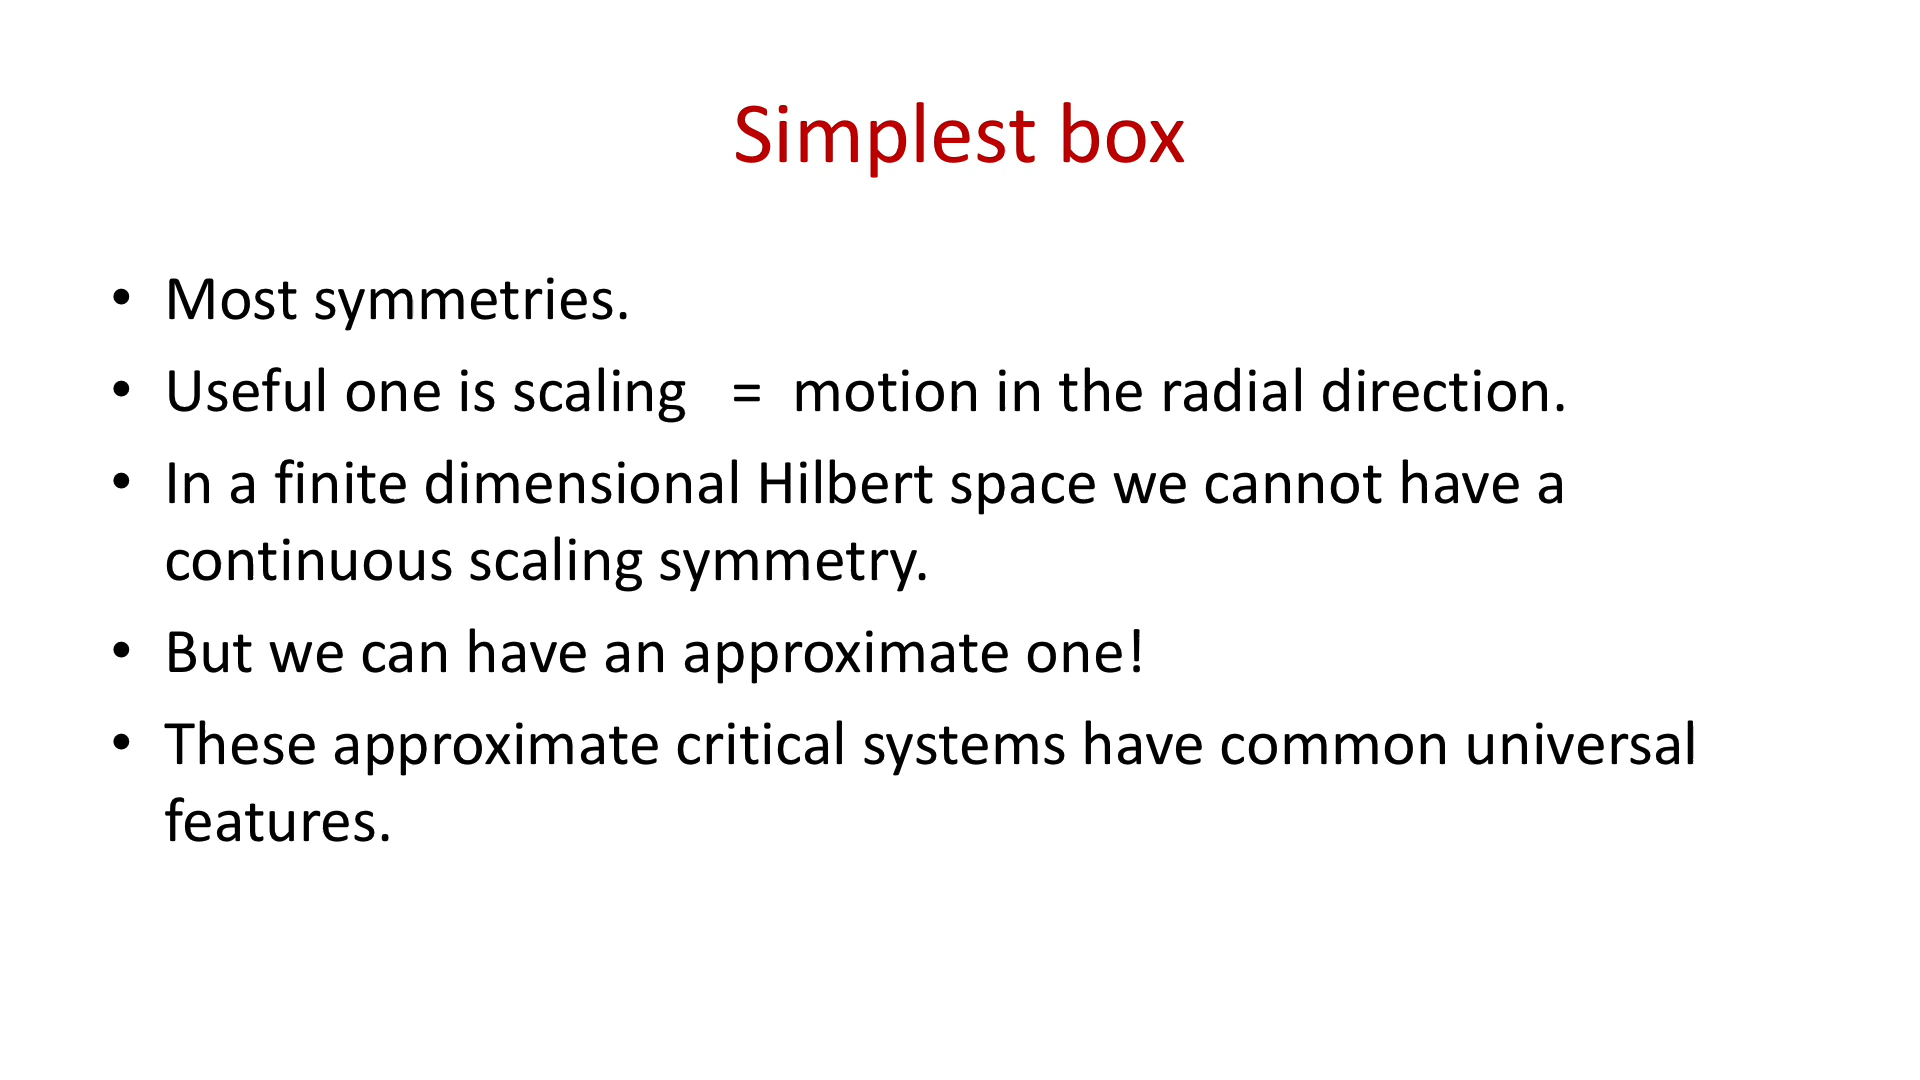 Simplest box
• Most symmetries.
• Useful one is scaling = motion in the radial direction.
• In a finite dimensional Hilbert space we cannot have a
continuous scaling symmetry.
• But we can have an approximate one!
• These approximate critical systems have common universal
features.